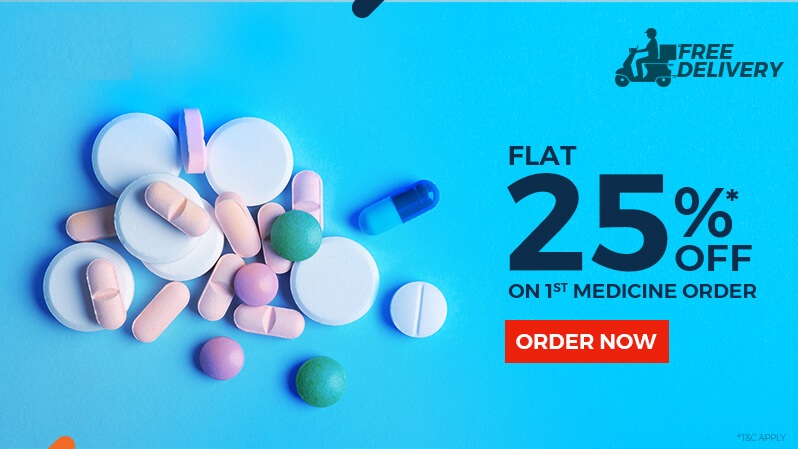 FREE
DELIVERY
FLAT
25%*
OFF
ON 1ST MEDICINE ORDER
ORDER NOW
*T&C APPLY